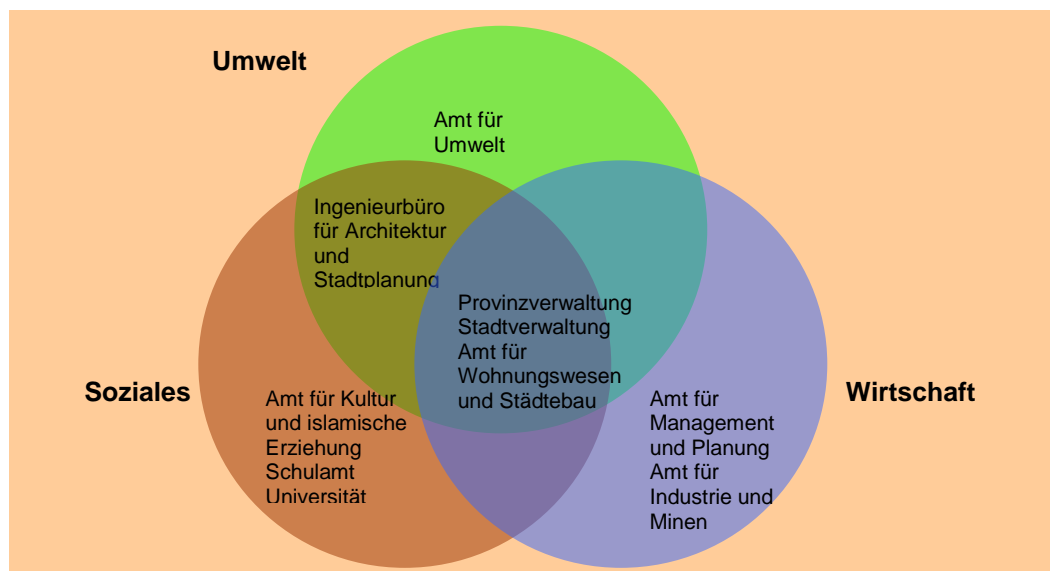 Umwelt
Amt für
Umwelt
Ingenieurbüro
für Architektur
und
Stadtplanung
Provinzverwaltung
Stadtverwaltung
Amt für
Wohnungswesen
und Städtebau
Soziales
Wirtschaft
Amt für Kultur
und islamische
Erziehung
Schulamt
Universität
Amt für
Management
und Planung
Amt für
Industrie und
Minen